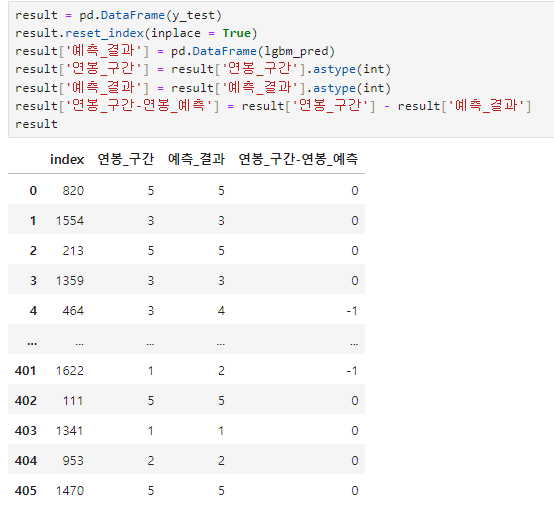 result = pd.DataFrame(y_test)
result.reset_index(inplace = True)
result['예측_결과'] = pd.DataFrame(lgbm_pred)
result['연봉_구간'] = result['연봉_구간'].astype(int)
result['예측_결과'] = result['예측_결과'].astype(int)
result['연봉_구간-연봉_예측'] = result['연봉_구간'] - result['예측_결과']
result
index 연봉_구간 예측_결과 연봉_구간-연봉_예측
0 820 5 5 0
1 1554 3 3 0
2 213 5 5 0
3 1359 3 3 0
4 464 3 4 -1
... ... ... ... ...
401 1622 1 2 -1
402 111 5 5 0
403 1341 1 1 0
404 953 2 2 0
405 1470 5 5 0